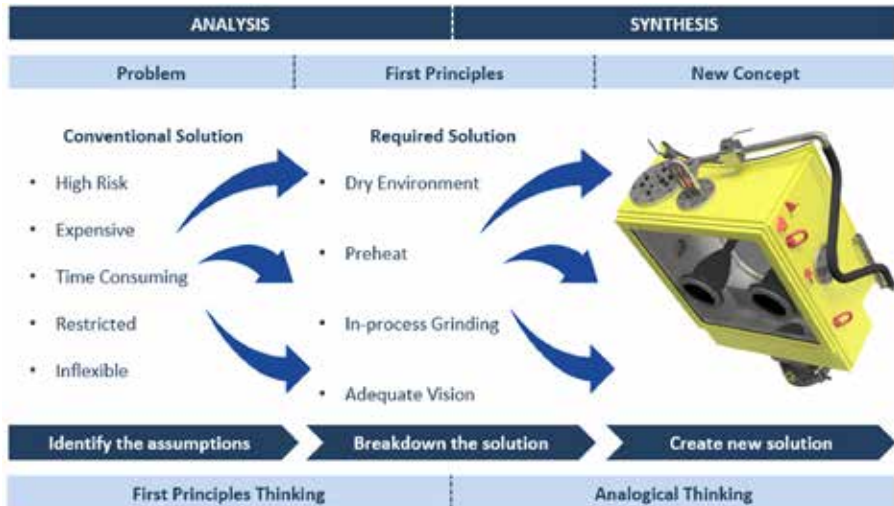 ANALYSIS
SYNTHESIS
Problem
First Principles
New Concept
Conventional Solution
• High Risk
• Expensive
• Time Consuming
• Restricted
• Inflexible
Required Solution
• Dry Environment
• Preheat
• In-process Grinding
• Adequate Vision
Identify the assumptions
Breakdown the solution
Create new solution
First Principles Thinking
Analogical Thinking